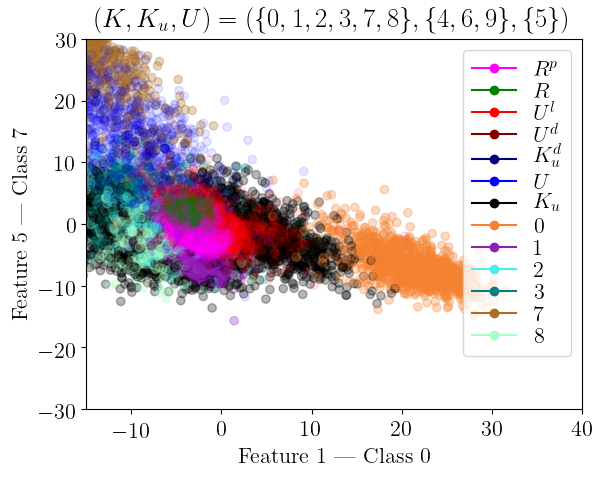 (K, K_u, U) = ({0, 1, 2, 3, 7, 8}, {4, 6, 9}, {5})
30
20
10
0
−10
−20
−30
−10
0
10
20
30
40
Feature 5 — Class 7
Feature 1 — Class 0
R^p
R
U^l
U^d
K_u^d
U
K_u
0
1
2
3
7
8